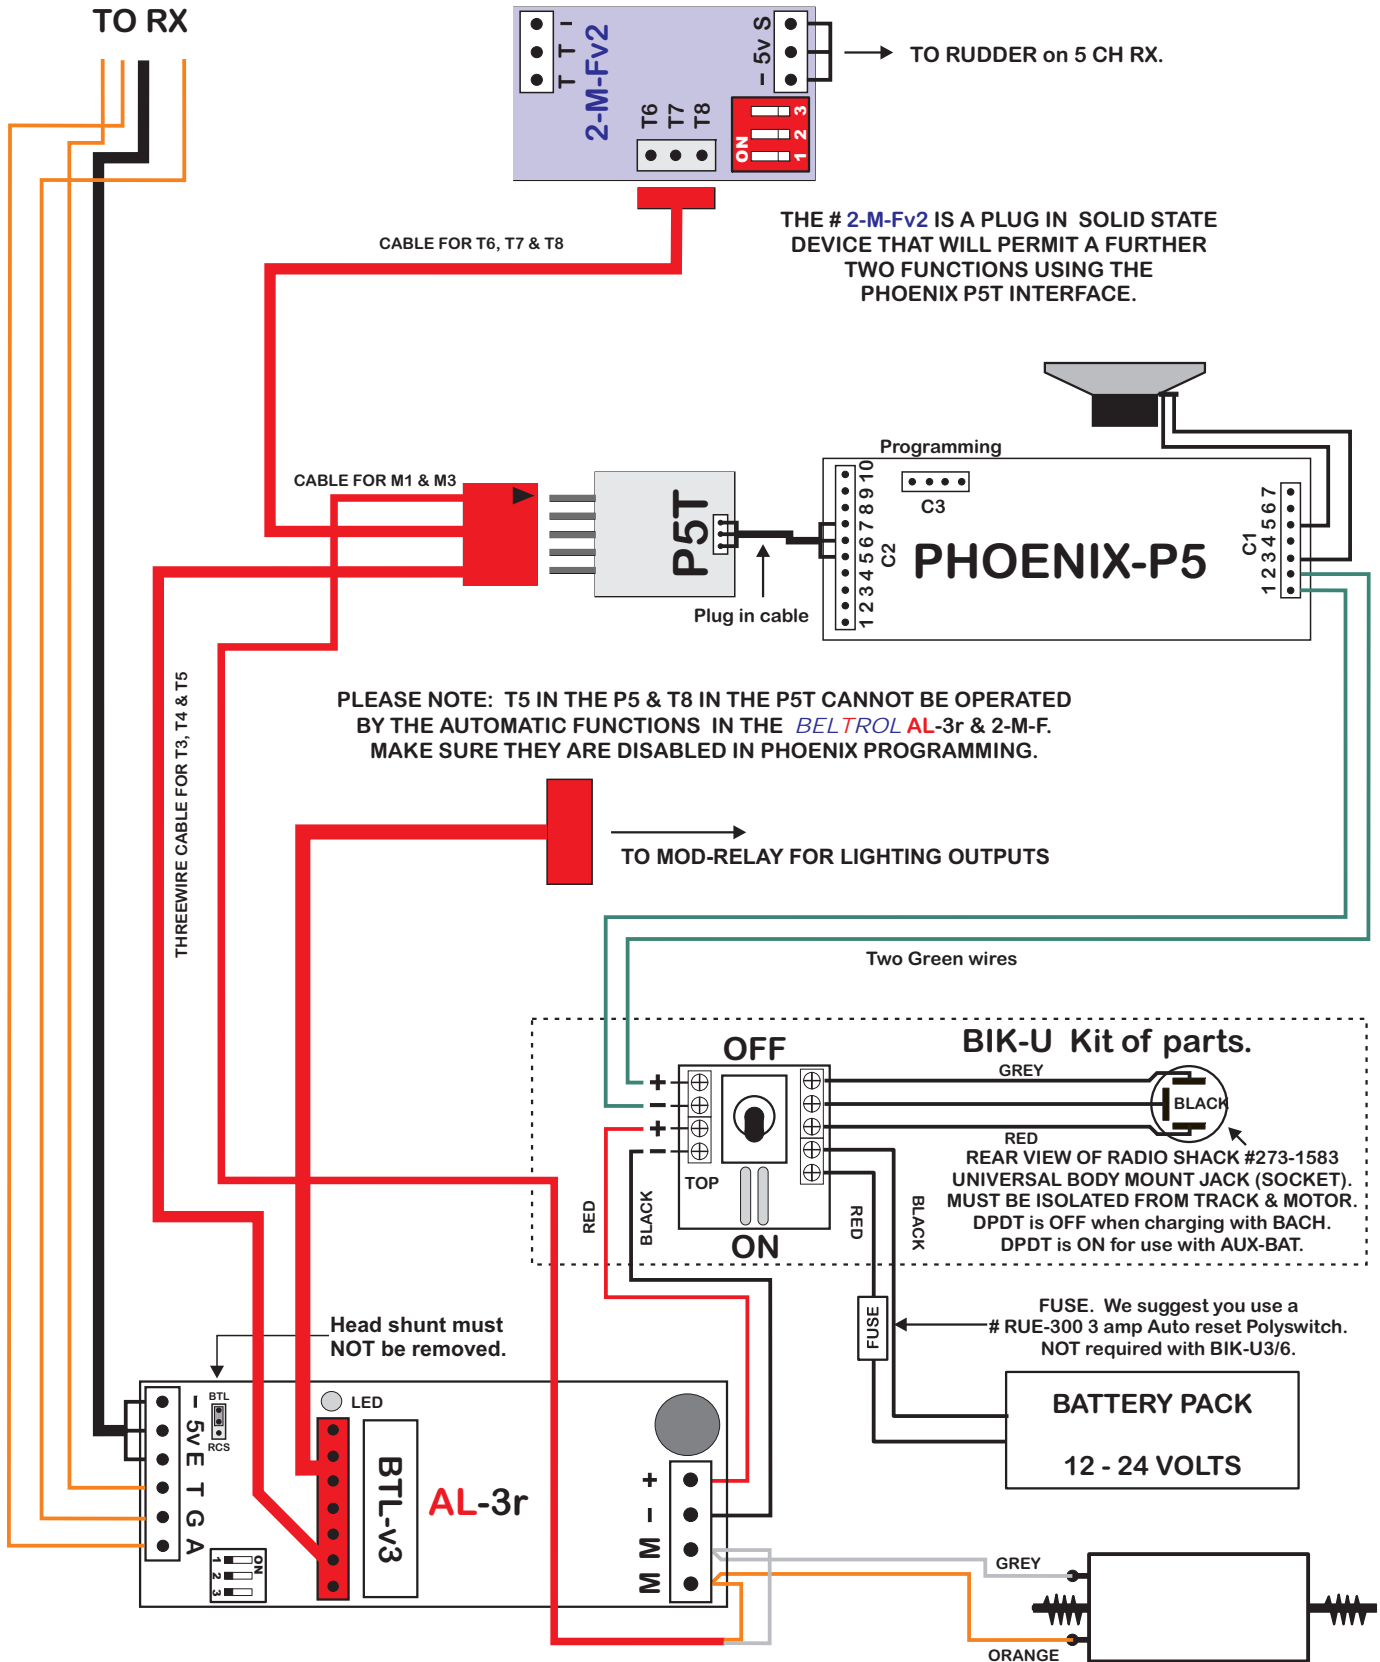 TO RX
2-M-Fv2
T T I
– 5v S
T6 T7 T8
ON
1 2 3
TO RUDDER on 5 CH RX.
THE # 2-M-Fv2 IS A PLUG IN SOLID STATE
DEVICE THAT WILL PERMIT A FURTHER
TWO FUNCTIONS USING THE
PHOENIX P5T INTERFACE.
CABLE FOR T6, T7 & T8
CABLE FOR M1 & M3
P5T
Plug in cable
Programming
C3
1 2 3 4 5 6 7 8 9 10
C2
PHOENIX-P5
C1
1 2 3 4 5 6 7
THREEWIRE CABLE FOR T3, T4 & T5
PLEASE NOTE: T5 IN THE P5 & T8 IN THE P5T CANNOT BE OPERATED
BY THE AUTOMATIC FUNCTIONS IN THE BELTROL AL-3r & 2-M-F.
MAKE SURE THEY ARE DISABLED IN PHOENIX PROGRAMMING.
TO MOD-RELAY FOR LIGHTING OUTPUTS
Two Green wires
BIK-U Kit of parts.
OFF
GREY
BLACK
RED
+
–
+
–
TOP
ON
RED
BLACK
RED
BLACK
REAR VIEW OF RADIO SHACK #273-1583
UNIVERSAL BODY MOUNT JACK (SOCKET).
MUST BE ISOLATED FROM TRACK & MOTOR.
DPDT is OFF when charging with BACH.
DPDT is ON for use with AUX-BAT.
FUSE
FUSE. We suggest you use a
# RUE-300 3 amp Auto reset Polyswitch.
NOT required with BIK-U3/6.
BATTERY PACK
12 - 24 VOLTS
Head shunt must
NOT be removed.
– 5v E T G A
BTL
RCS
LED
BTL-v3
AL-3r
ON
1 2 3
M M – +
GREY
ORANGE